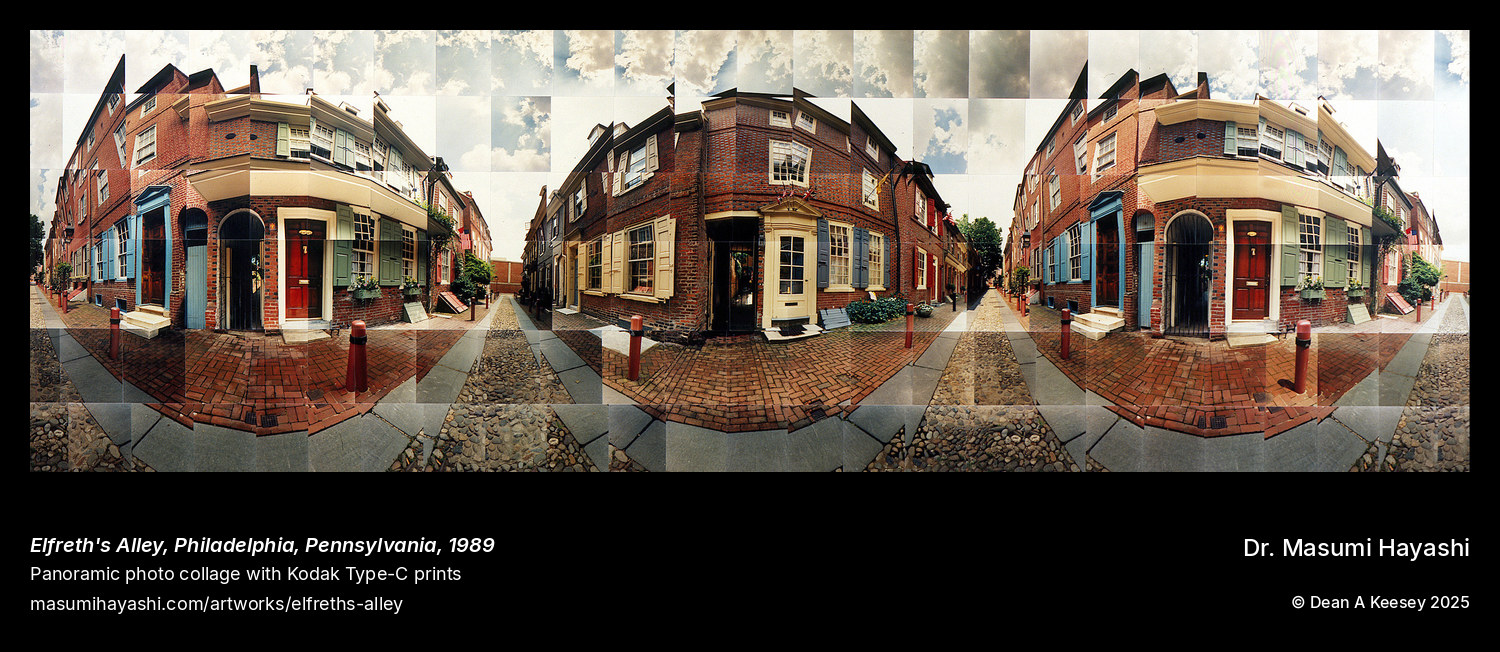 Elfreth's Alley, Philadelphia, Pennsylvania, 1989
Panoramic photo collage with Kodak Type-C prints
masumihayashi.com/artworks/elfreths-alley
Dr. Masumi Hayashi
© Dean A Keesey 2025